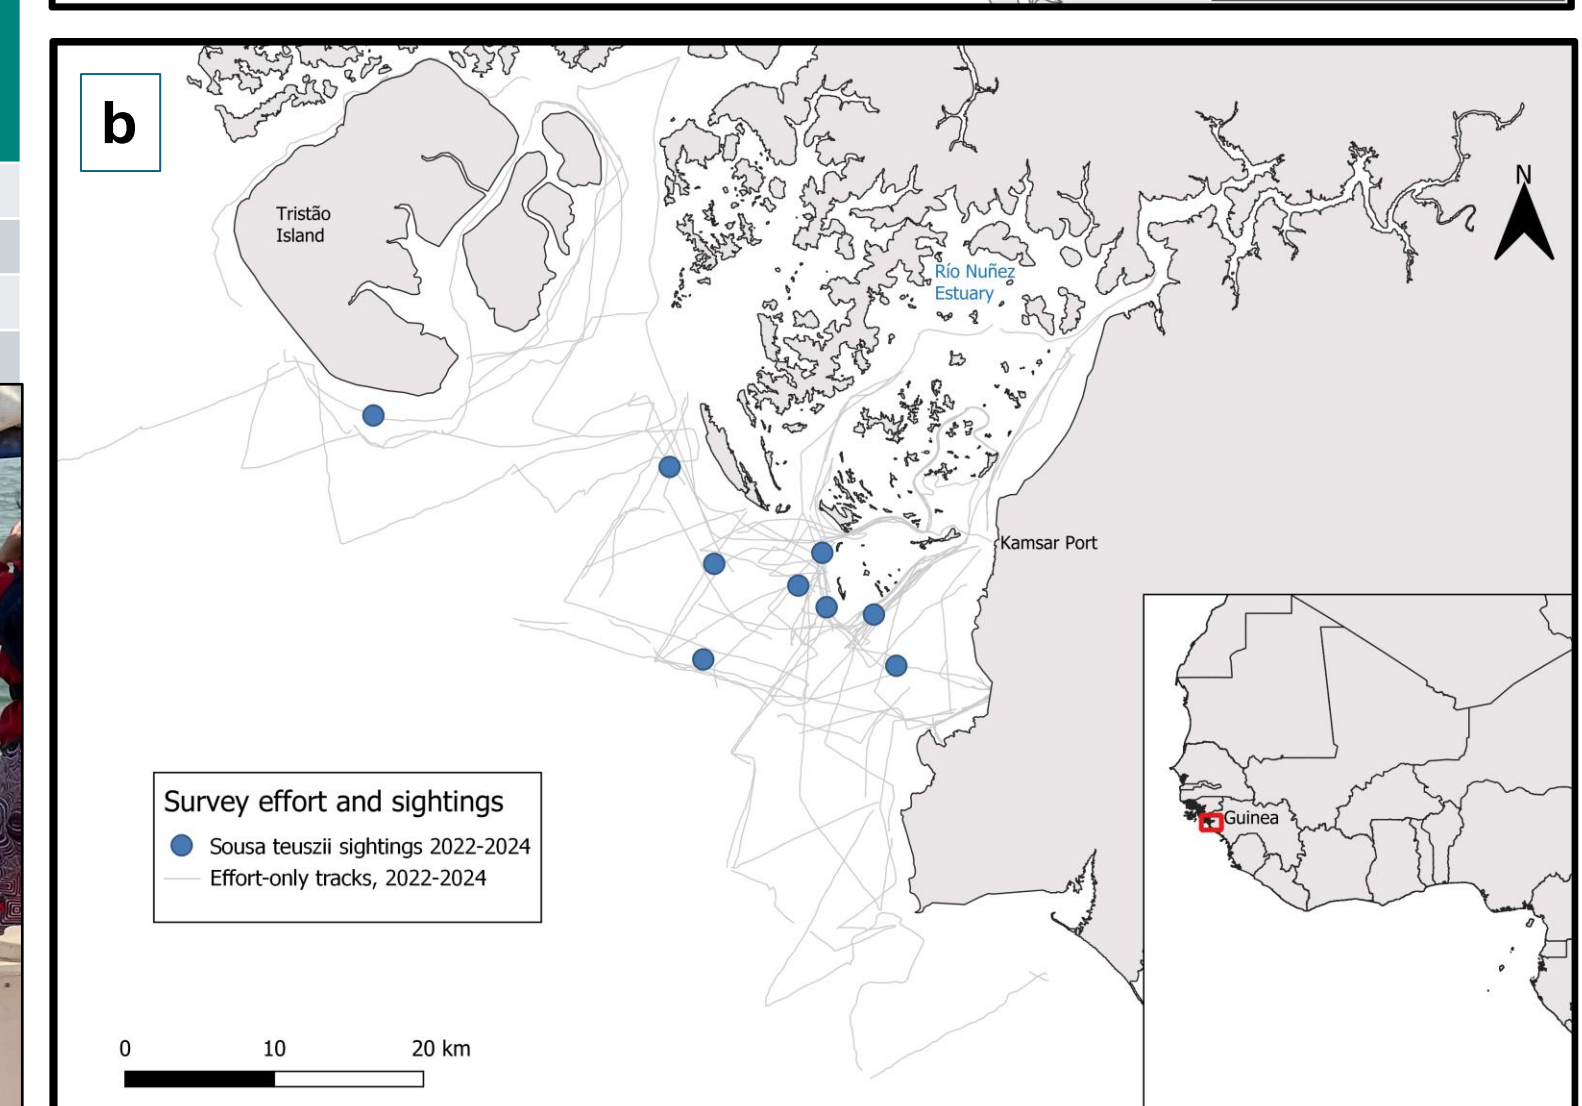 b
N
Tristão
Island
Río Nuñez
Estuary
Kamsar Port
Guinea
Survey effort and sightings
Sousa teuszii sightings 2022-2024
Effort-only tracks, 2022-2024
0 10 20 km